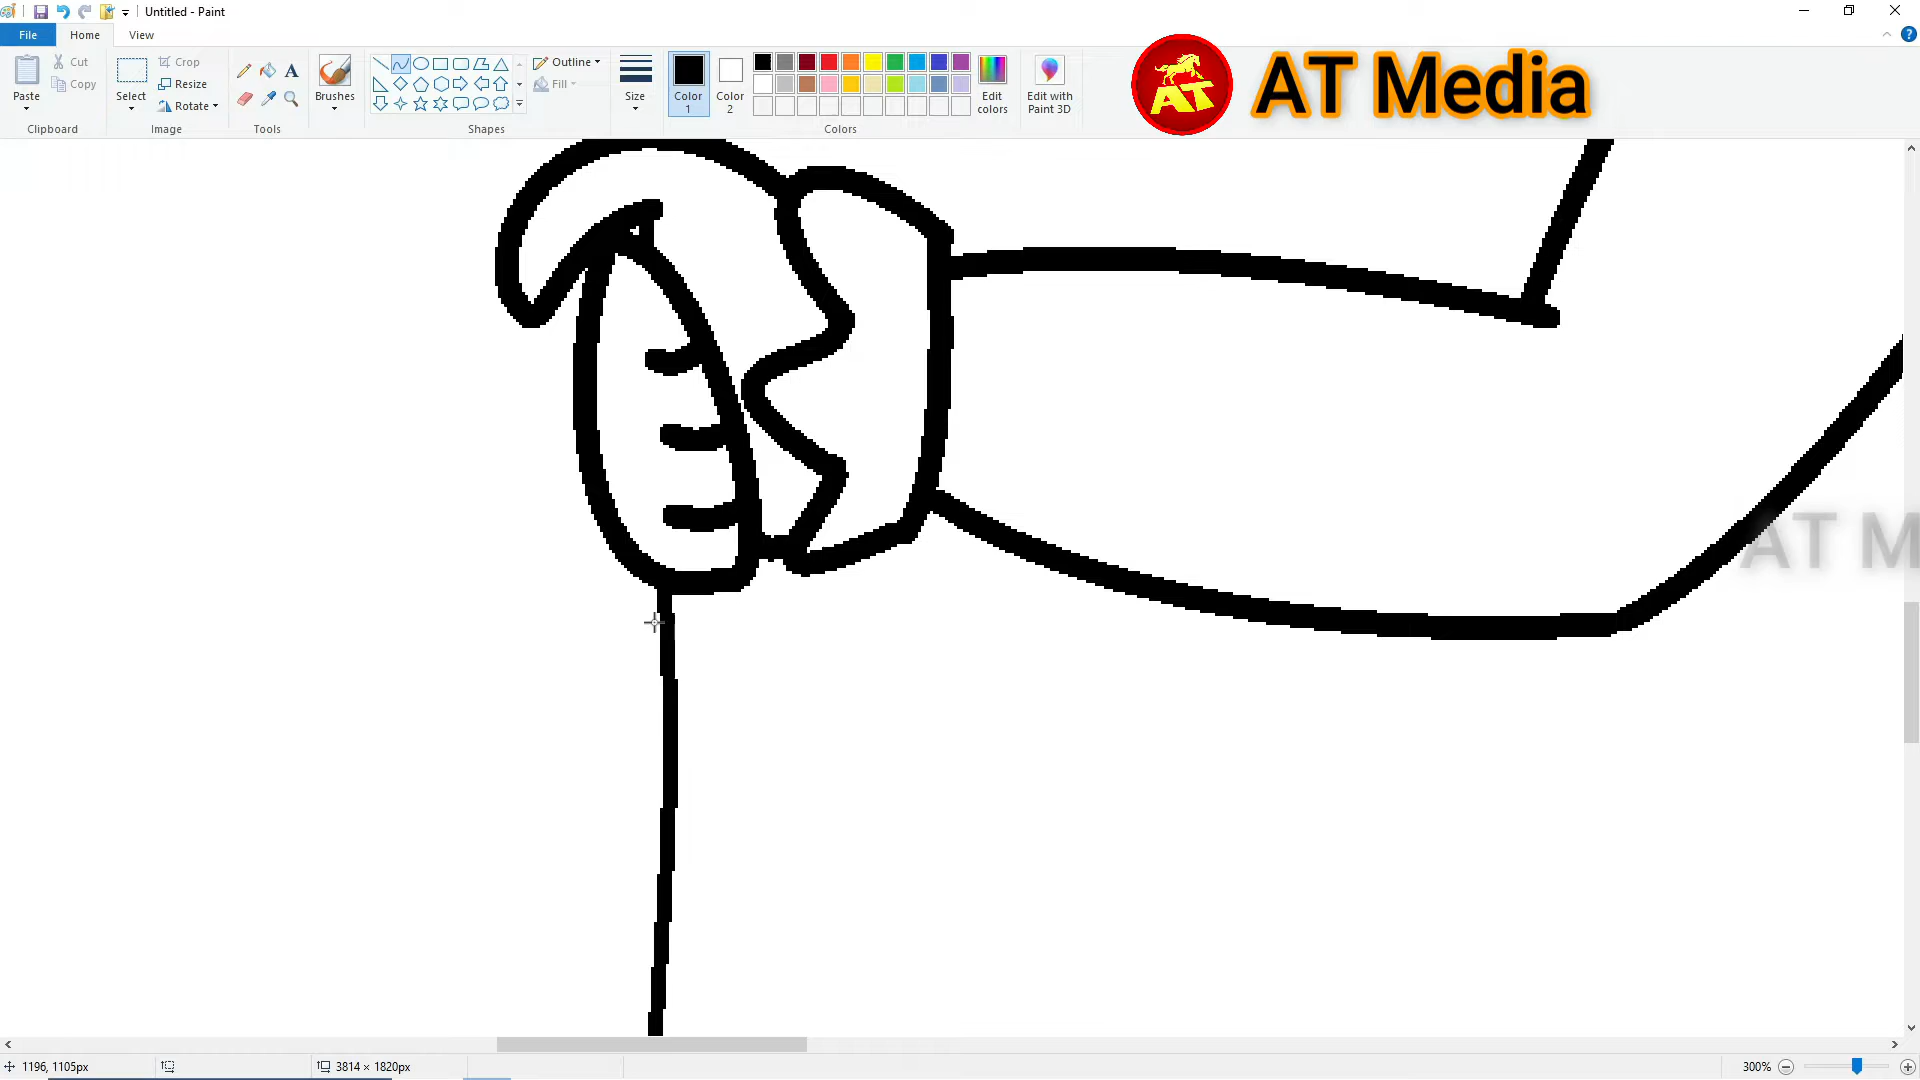 Untitled - Paint
File Home View
Paste Cut Copy Select Crop Resize Rotate Brushes Outline Fill Size Color 1 Color 2 Edit colors Edit with Paint 3D
Clipboard Image Tools Shapes Colors
A
AT AT Media
AT M
1196, 1105px 3814 × 1820px 300%